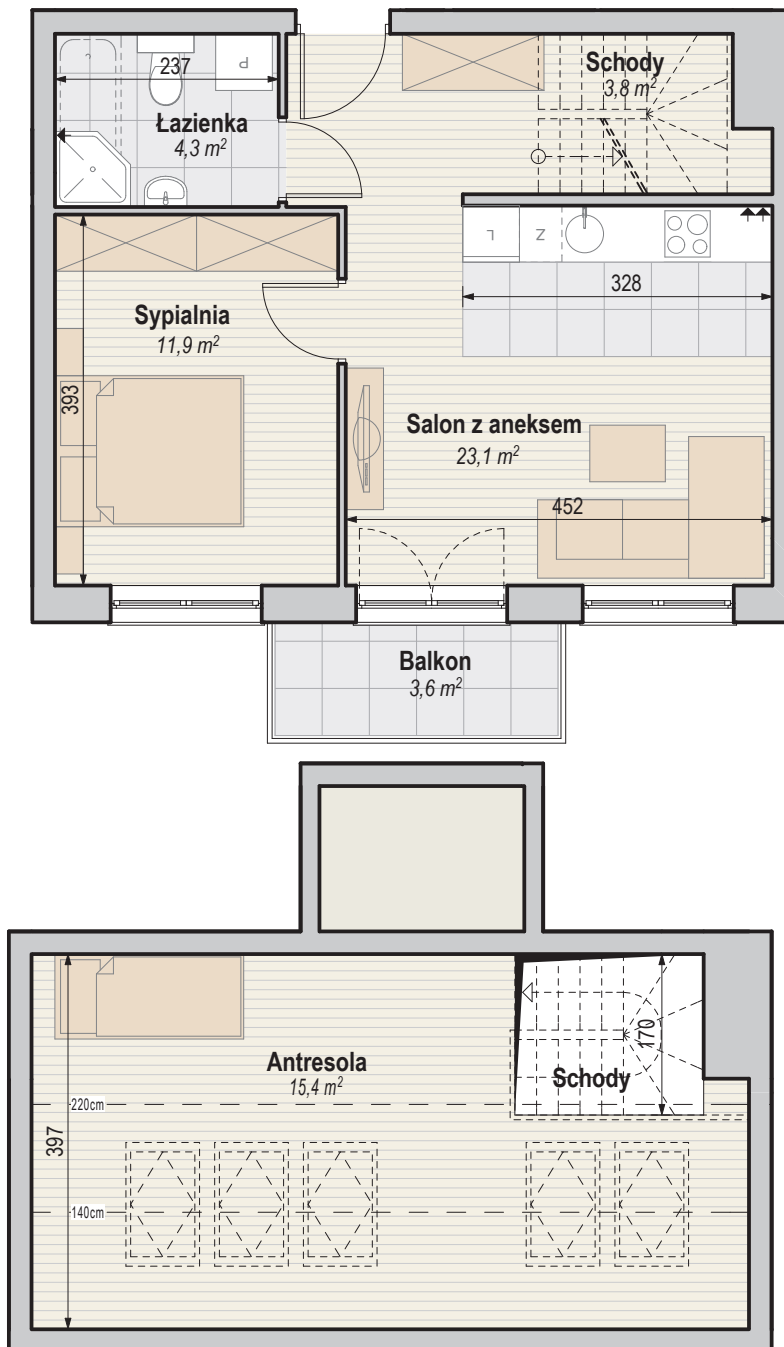 237
P
Schody
3,8 m²
Łazienka
4,3 m²
L
Z
328
Sypialnia
11,9 m²
393
Salon z aneksem
23,1 m²
452
Balkon
3,6 m²
170
Antresola
15,4 m²
Schody
220cm
397
140cm